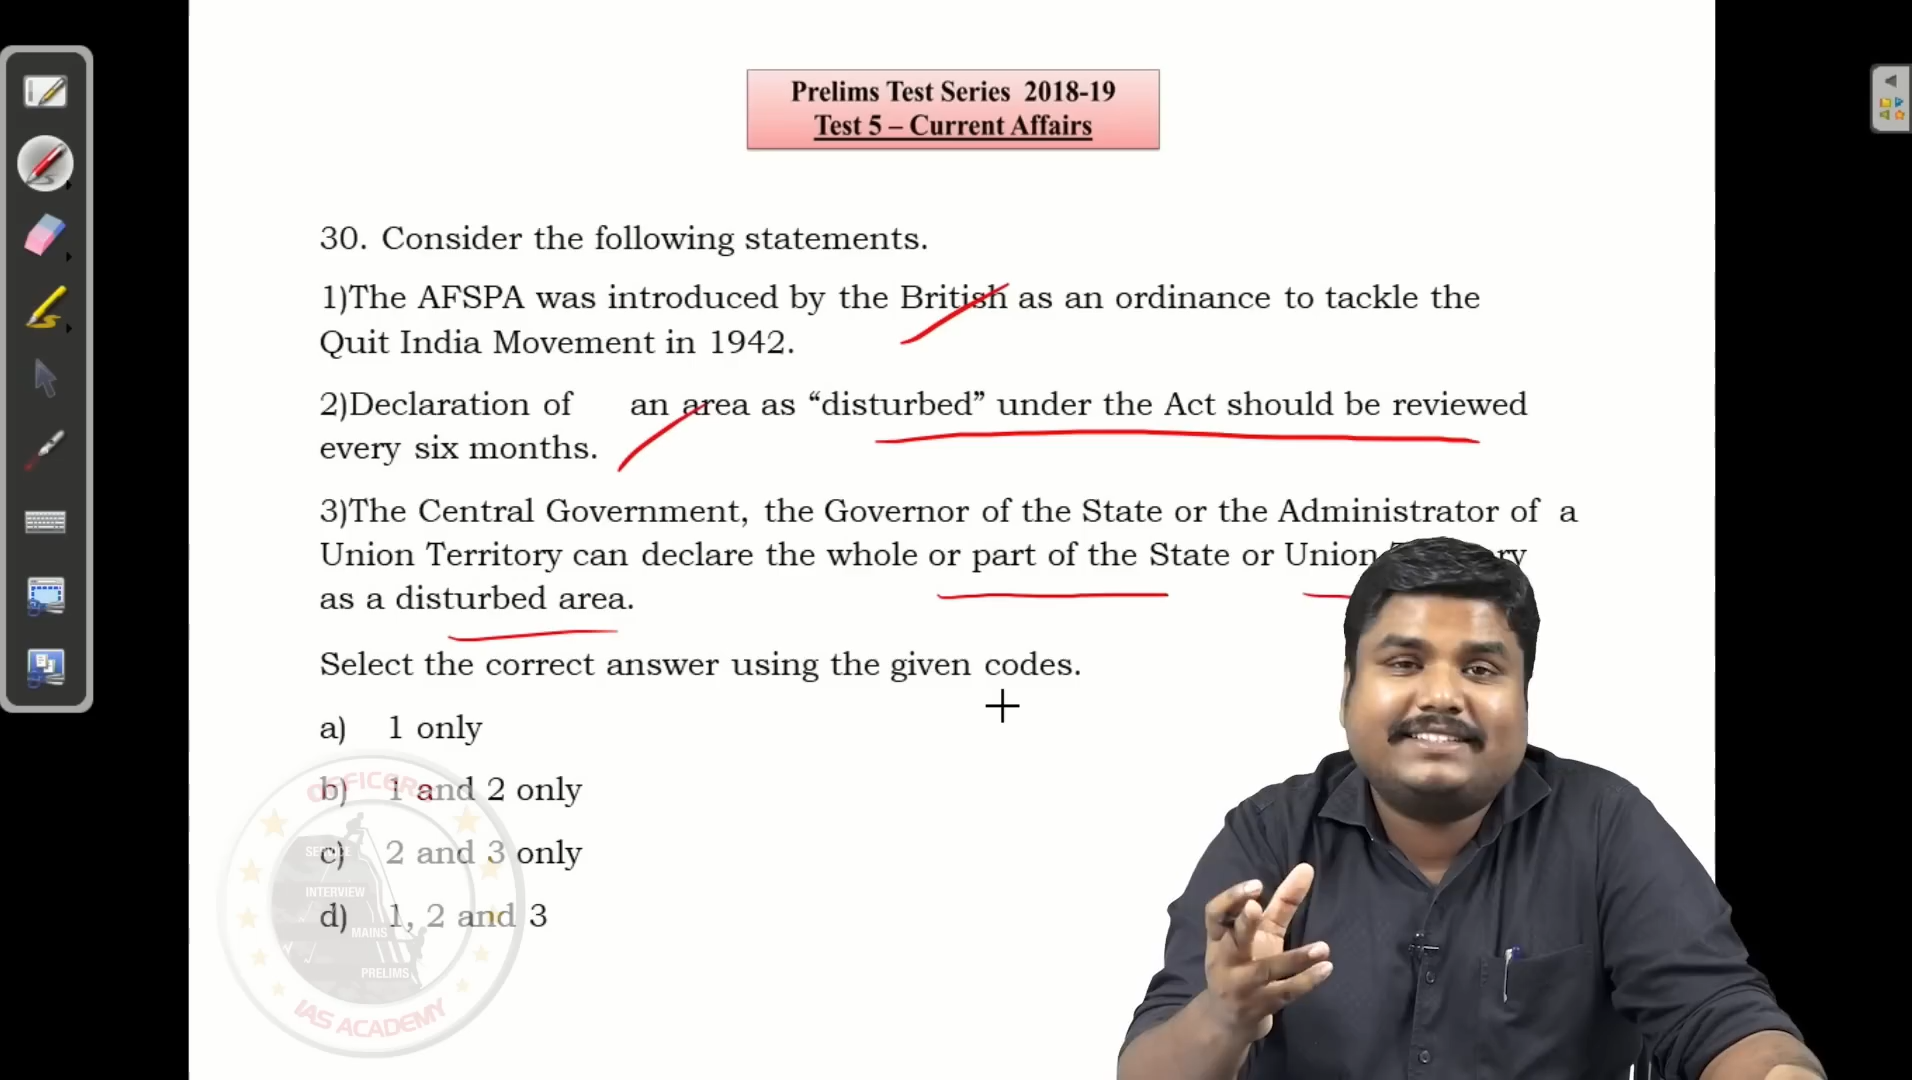 Prelims Test Series 2018-19
Test 5 – Current Affairs
30. Consider the following statements.
1)The AFSPA was introduced by the British as an ordinance to tackle the
Quit India Movement in 1942.
2)Declaration of an area as “disturbed” under the Act should be reviewed
every six months.
3)The Central Government, the Governor of the State or the Administrator of a
Union Territory can declare the whole or part of the State or Union
as a disturbed area.
Select the correct answer using the given codes.
a) 1 only
b) 1 and 2 only
c) 2 and 3 only
d) 1, 2 and 3
OFFICERS
SERVICE
INTERVIEW
MAINS
PRELIMS
IAS ACADEMY